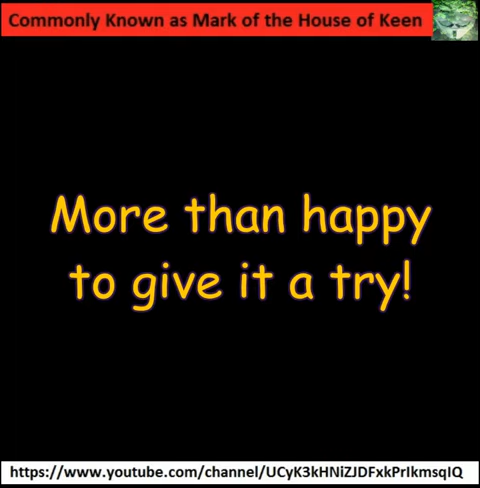 Commonly Known as Mark of the House of Keen
More than happy
to give it a try!
https://www.youtube.com/channel/UCyK3kHNiZJDFxkPrIkmsqIQ